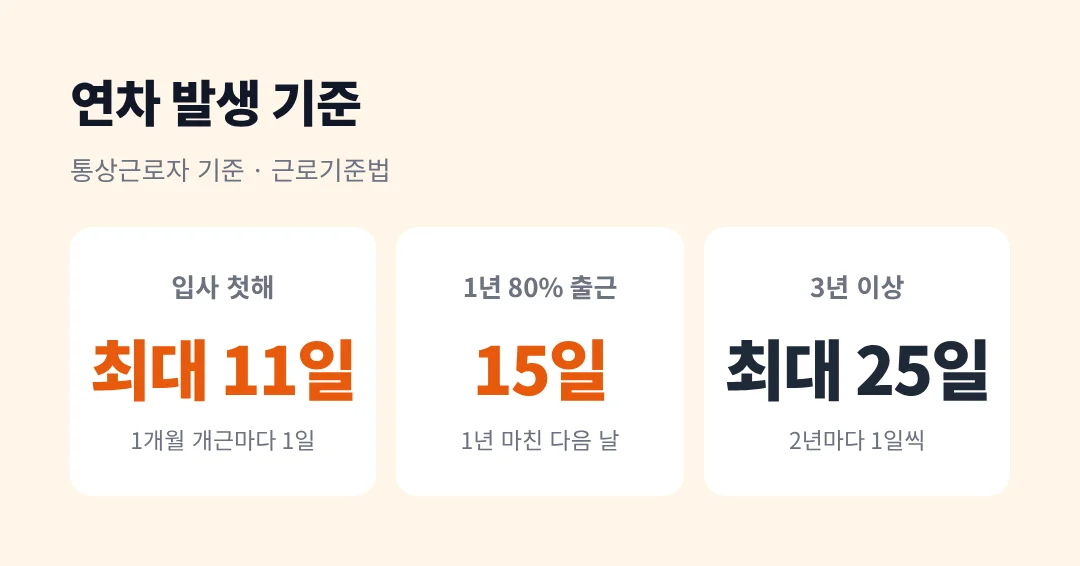 연차 발생 기준
통상근로자 기준 · 근로기준법
입사 첫해
최대 11일
1개월 개근마다 1일
1년 80% 출근
15일
1년 마친 다음 날
3년 이상
최대 25일
2년마다 1일씩